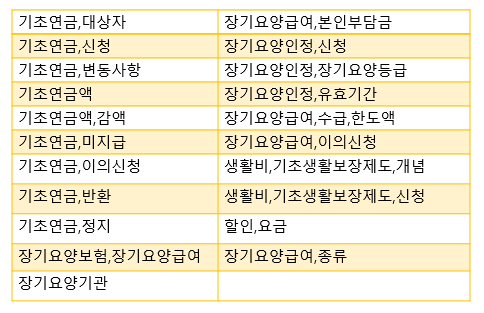 기초연금,대상자 장기요양급여,본인부담금
기초연금,신청 장기요양인정,신청
기초연금,변동사항 장기요양인정,장기요양등급
기초연금액 장기요양인정,유효기간
기초연금액,감액 장기요양급여,수급,한도액
기초연금,미지급 장기요양급여,이의신청
기초연금,이의신청 생활비,기초생활보장제도,개념
기초연금,반환 생활비,기초생활보장제도,신청
기초연금,정지 할인,요금
장기요양보험,장기요양급여 장기요양급여,종류
장기요양기관